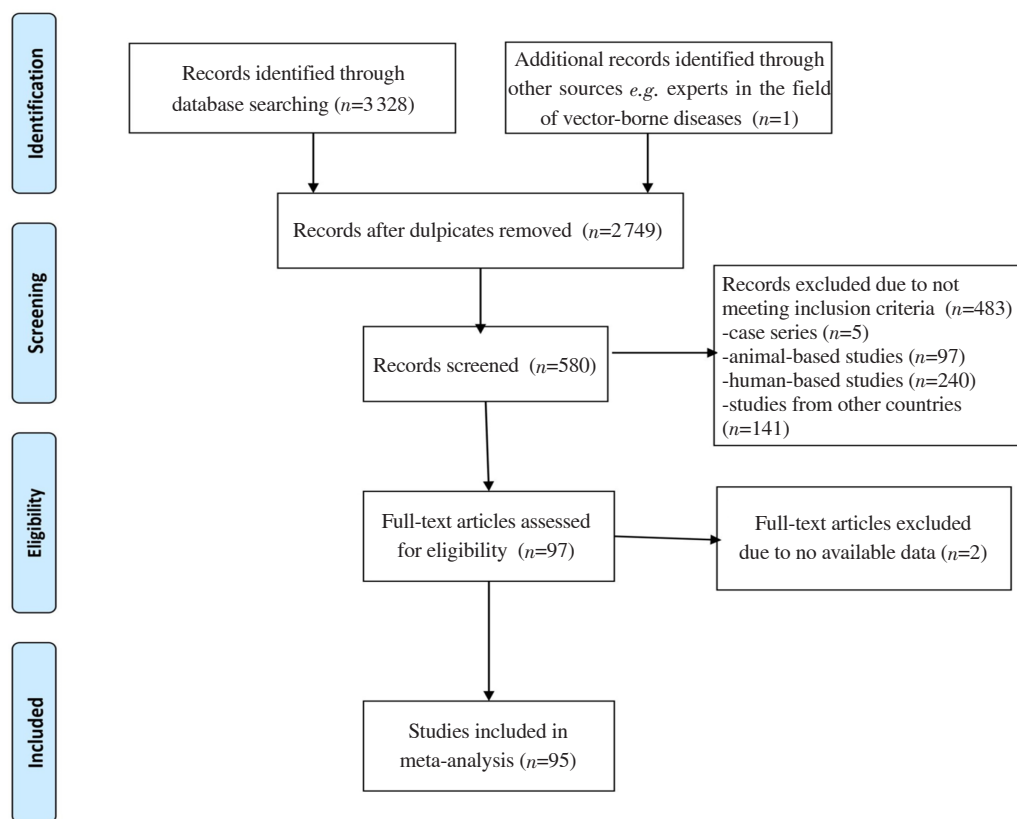 Identification
Records identified through
database searching (n=3 328)
Additional records identified through
other sources e.g. experts in the field
of vector-borne diseases (n=1)
Records after dulpicates removed (n=2 749)
Screening
Records screened (n=580)
Records excluded due to not
meeting inclusion criteria (n=483)
-case series (n=5)
-animal-based studies (n=97)
-human-based studies (n=240)
-studies from other countries
(n=141)
Eligibility
Full-text articles assessed
for eligibility (n=97)
Full-text articles excluded
due to no available data (n=2)
Included
Studies included in
meta-analysis (n=95)